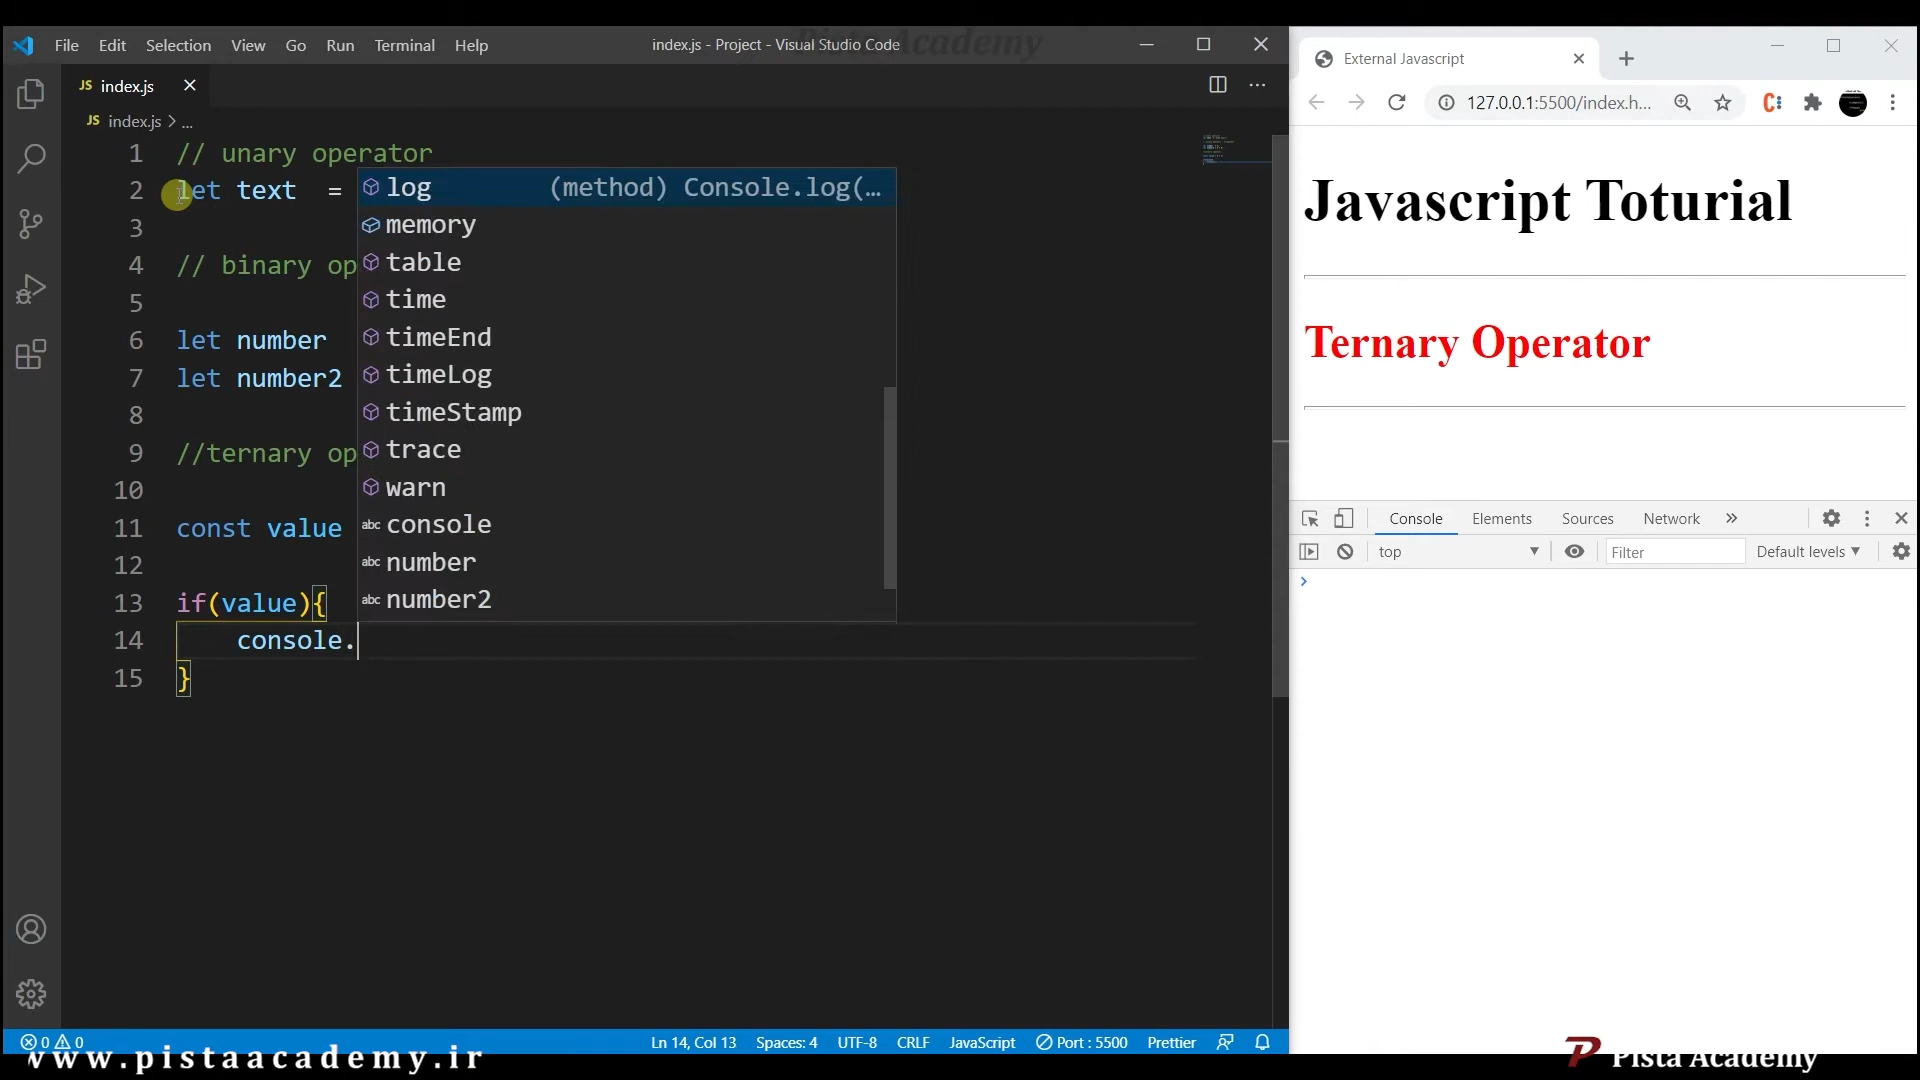 File Edit Selection View Go Run Terminal Help
index.js - Project - Visual Studio Code
Pista Academy
JS index.js
JS index.js > ...
1 // unary operator
2 let text =
3
4 // binary op
5
6 let number
7 let number2
8
9 //ternary op
10
11 const value
12
13 if(value){
14 console.
15 }
log (method) Console.log(…
memory
table
time
timeEnd
timeLog
timeStamp
trace
warn
abc console
abc number
abc number2
0 0
Ln 14, Col 13 Spaces: 4 UTF-8 CRLF JavaScript Port : 5500 Prettier
www.pistaacademy.ir
External Javascript
127.0.0.1:5500/index.h...
Javascript Toturial
Ternary Operator
Console Elements Sources Network »
top Filter Default levels ▼
Pista Academy